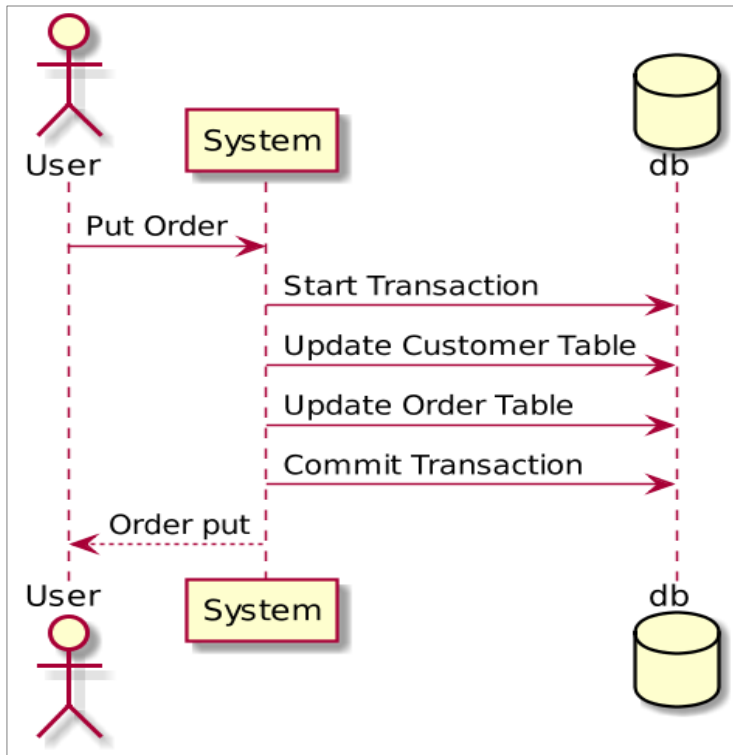 User
System
db
Put Order
Start Transaction
Update Customer Table
Update Order Table
Commit Transaction
Order put
User
System
db